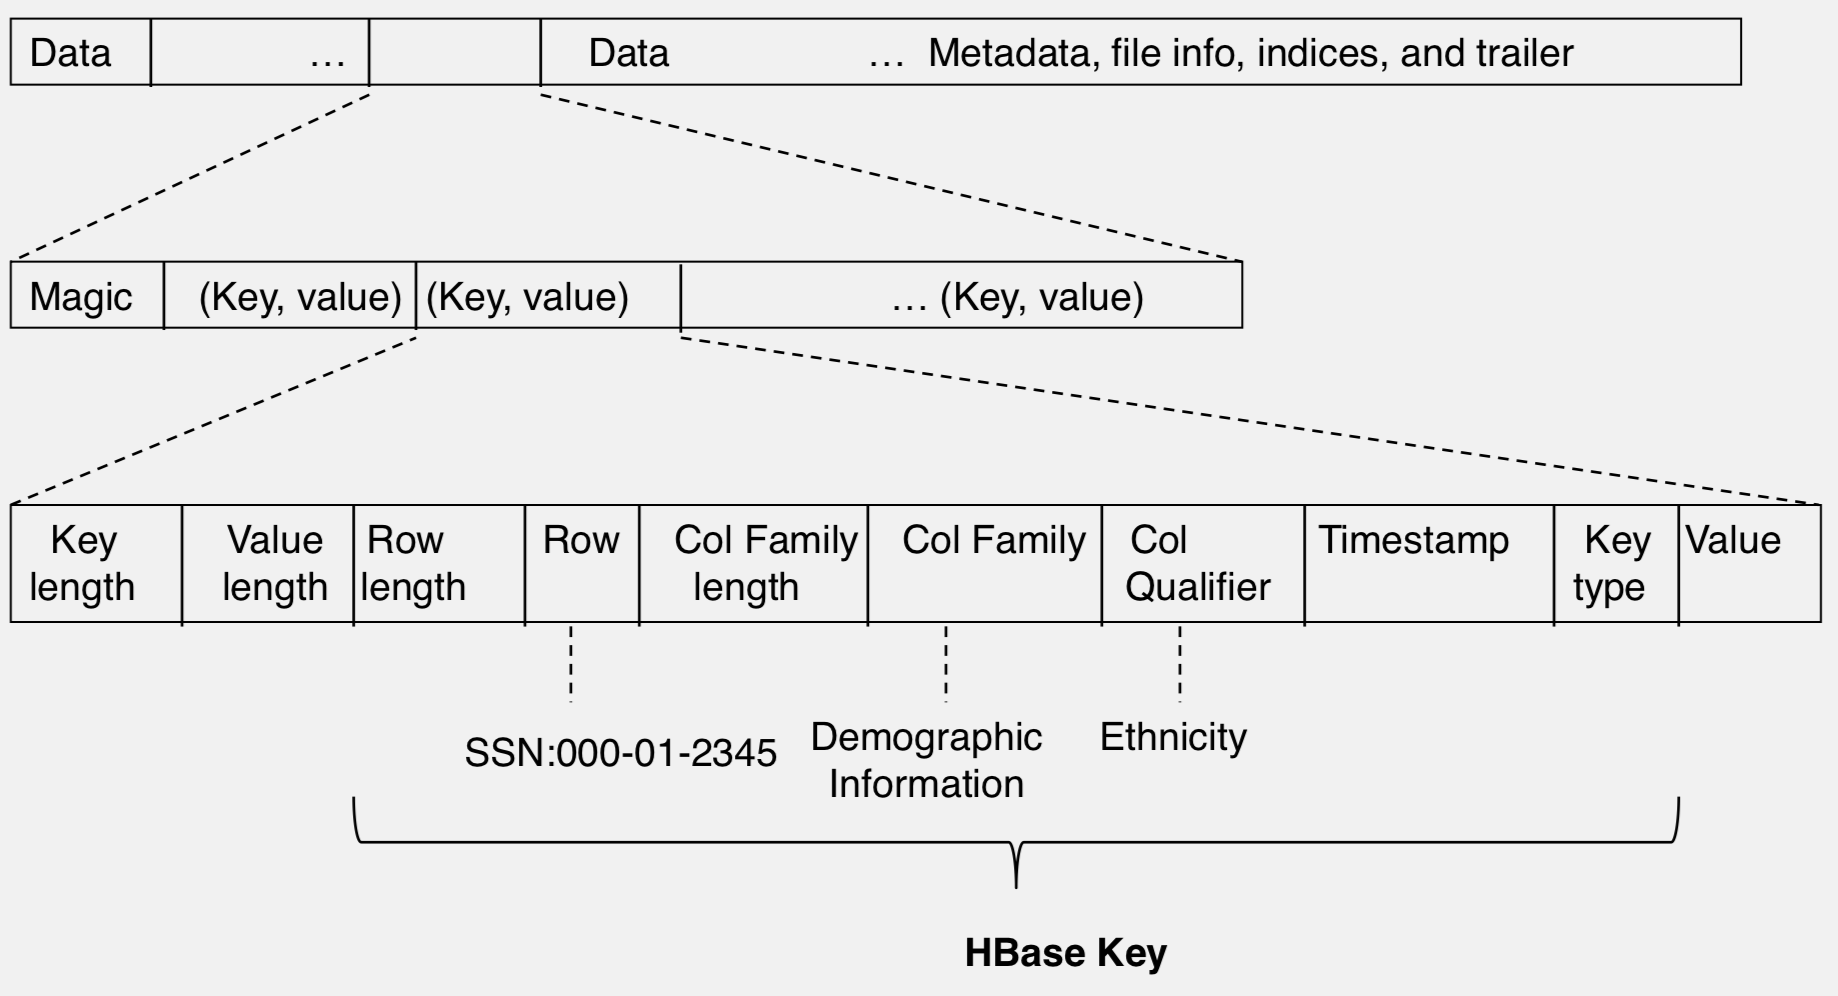 Data … Data … Metadata, file info, indices, and trailer
Magic (Key, value) (Key, value) … (Key, value)
Key length Value length Row length Row Col Family length Col Family Col Qualifier Timestamp Key type Value
SSN:000-01-2345 Demographic Information Ethnicity
HBase Key